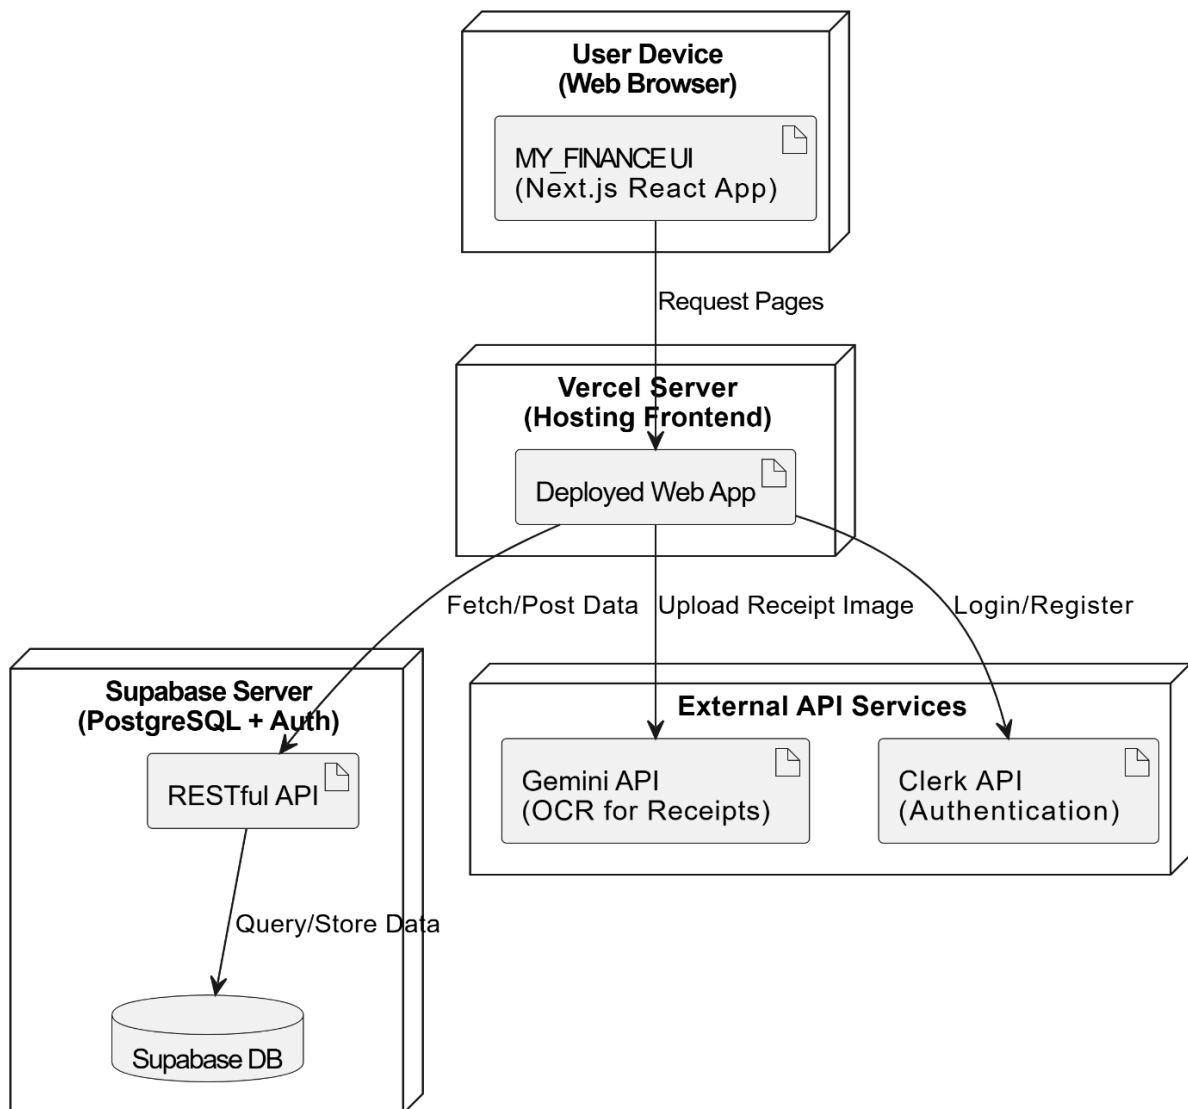 User Device
(Web Browser)
MY_FINANCE UI
(Next.js React App)
Request Pages
Vercel Server
(Hosting Frontend)
Deployed Web App
Fetch/Post Data
Upload Receipt Image
Login/Register
Supabase Server
(PostgreSQL + Auth)
RESTful API
Query/Store Data
Supabase DB
External API Services
Gemini API
(OCR for Receipts)
Clerk API
(Authentication)